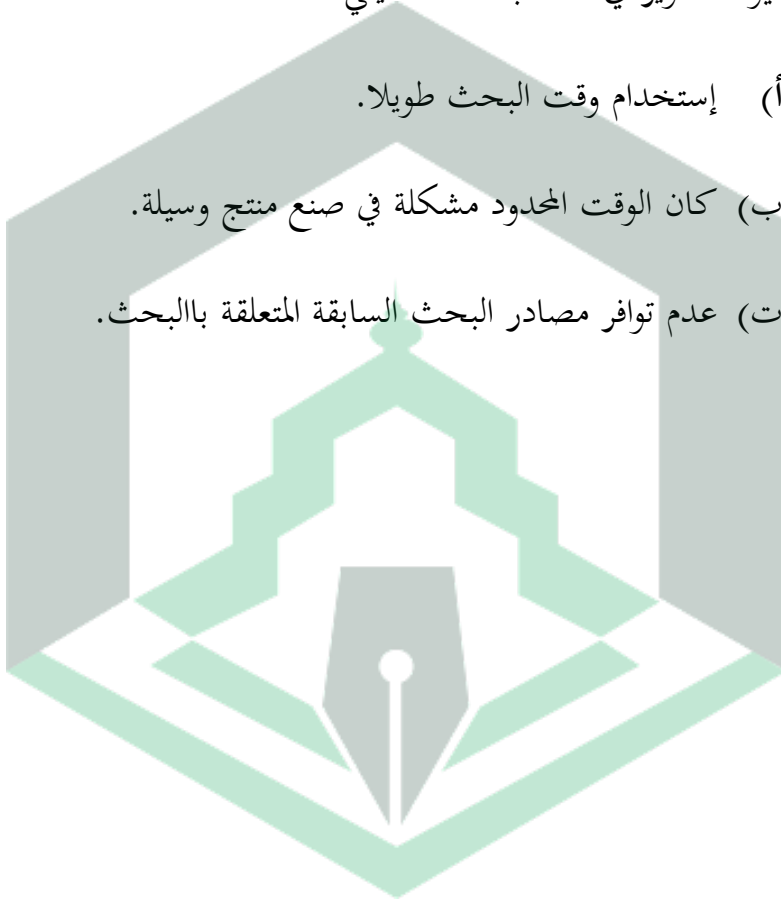 أ) إستخدام وقت البحث طويلا.
ب) كان الوقت المحدود مشكلة في صنع منتج وسيلة.
ت) عدم توافر مصادر البحث السابقة المتعلقة باالبحث.